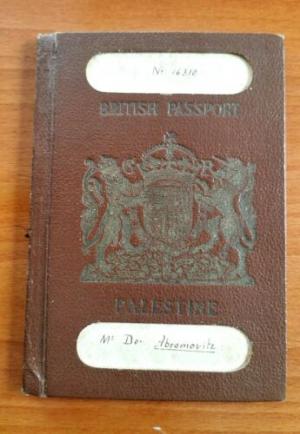 No 16310
BRITISH PASSPORT
PALESTINE
Mr Dov Abramovitz